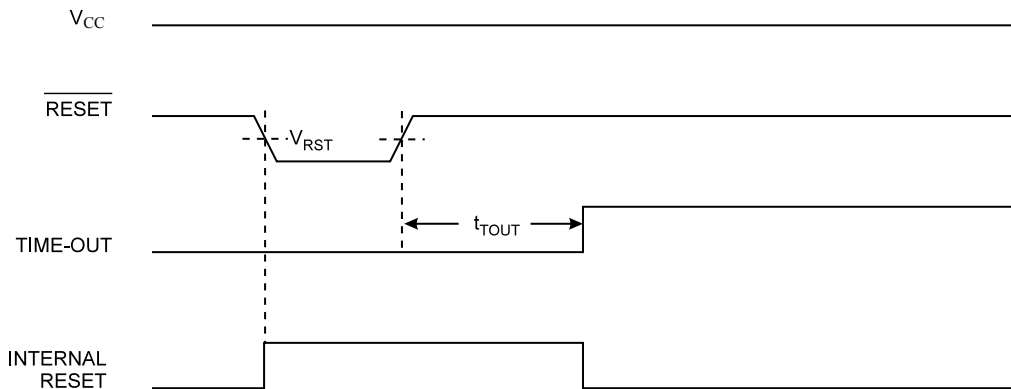 VCC
RESET
VRST
tTOUT
TIME-OUT
INTERNAL
RESET